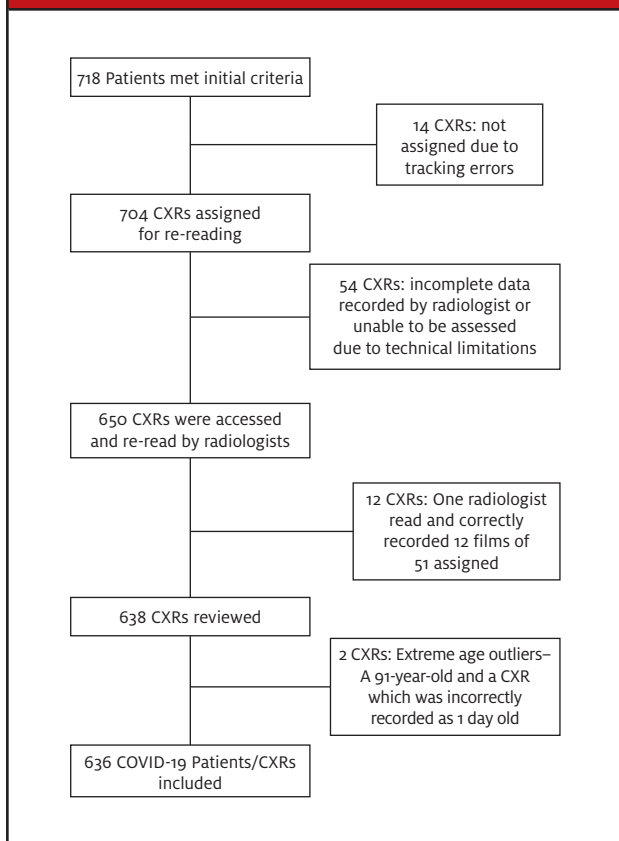 718 Patients met initial criteria
14 CXRs: not
assigned due to
tracking errors
704 CXRs assigned
for re-reading
54 CXRs: incomplete data
recorded by radiologist or
unable to be assessed
due to technical limitations
650 CXRs were accessed
and re-read by radiologists
12 CXRs: One radiologist
read and correctly
recorded 12 films of
51 assigned
638 CXRs reviewed
2 CXRs: Extreme age outliers–
A 91-year-old and a CXR
which was incorrectly
recorded as 1 day old
636 COVID-19 Patients/CXRs
included